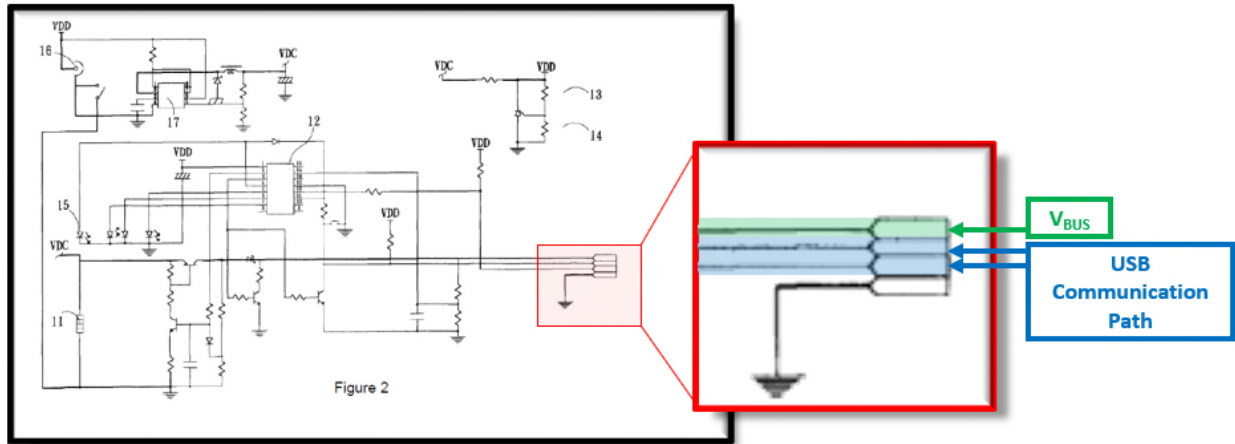 VDD
16
VDC
17
VDC
VDD
13
14
12
VDD
VDD
15
VDD
VDC
11
Figure 2
V_BUS
USB
Communication
Path